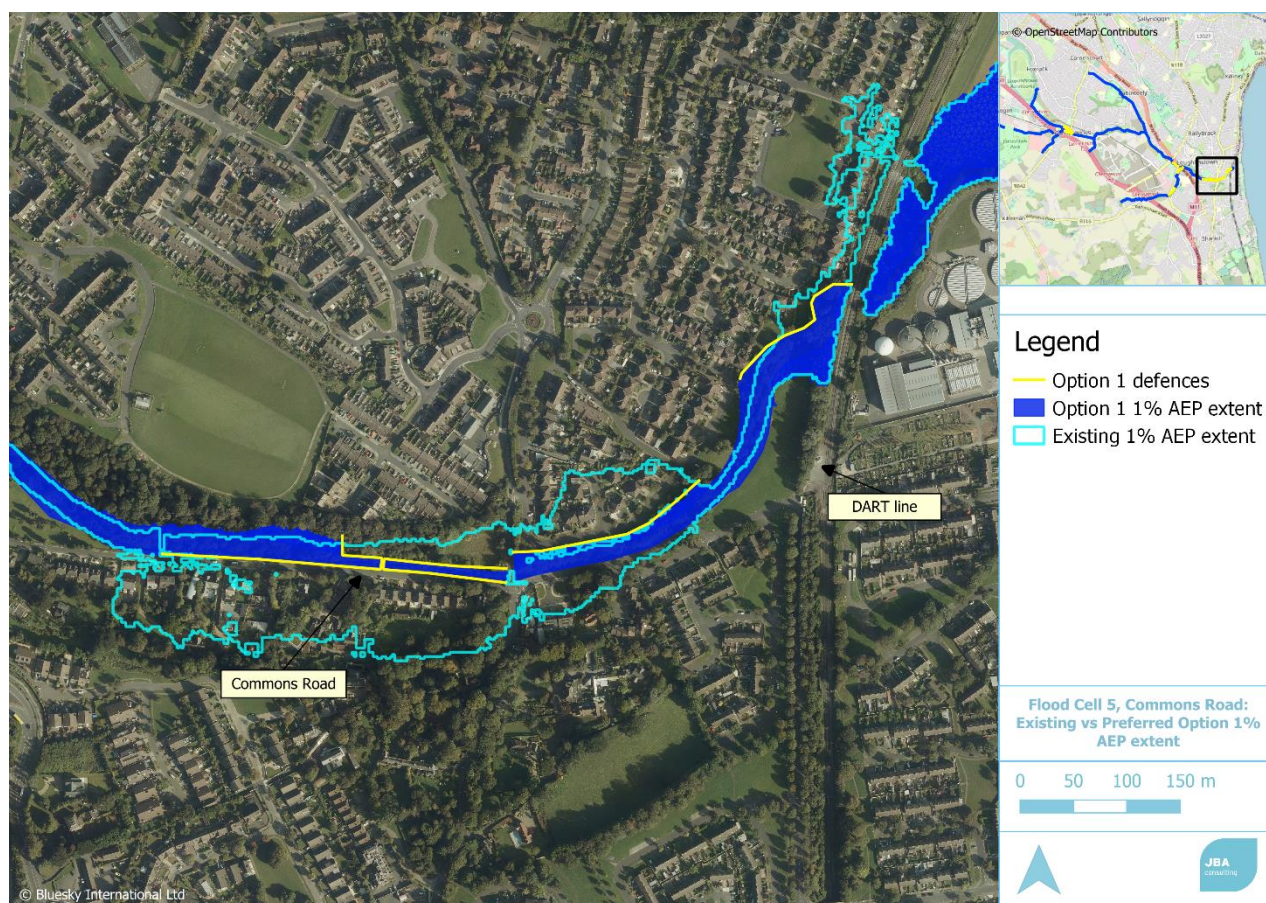 © OpenStreetMap Contributors
Legend
Option 1 defences
Option 1 1% AEP extent
Existing 1% AEP extent
DART line
Commons Road
Flood Cell 5, Commons Road:
Existing vs Preferred Option 1%
AEP extent
0 50 100 150 m
JBA
consulting
© Bluesky International Ltd